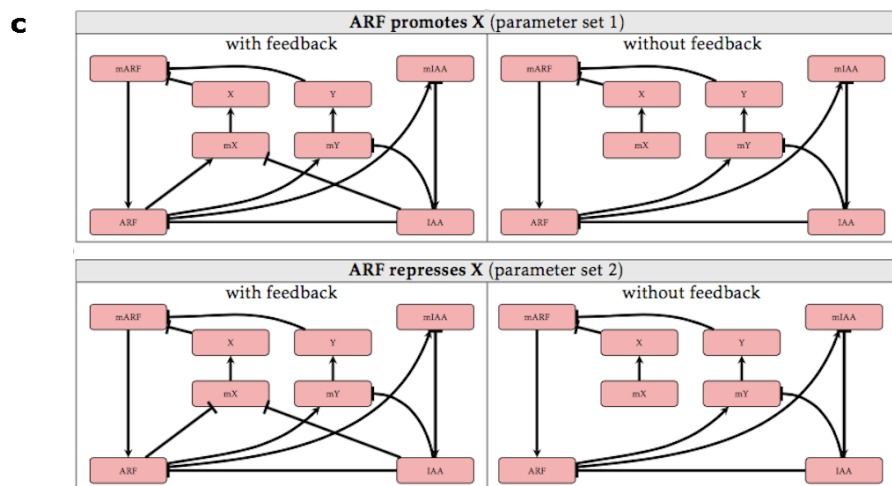 c
ARF promotes X (parameter set 1)
with feedback
without feedback
mARF mIAA mARF mIAA
X Y X Y
mX mY mX mY
ARF IAA ARF IAA
ARF represses X (parameter set 2)
with feedback
without feedback
mARF mIAA mARF mIAA
X Y X Y
mX mY mX mY
ARF IAA ARF IAA